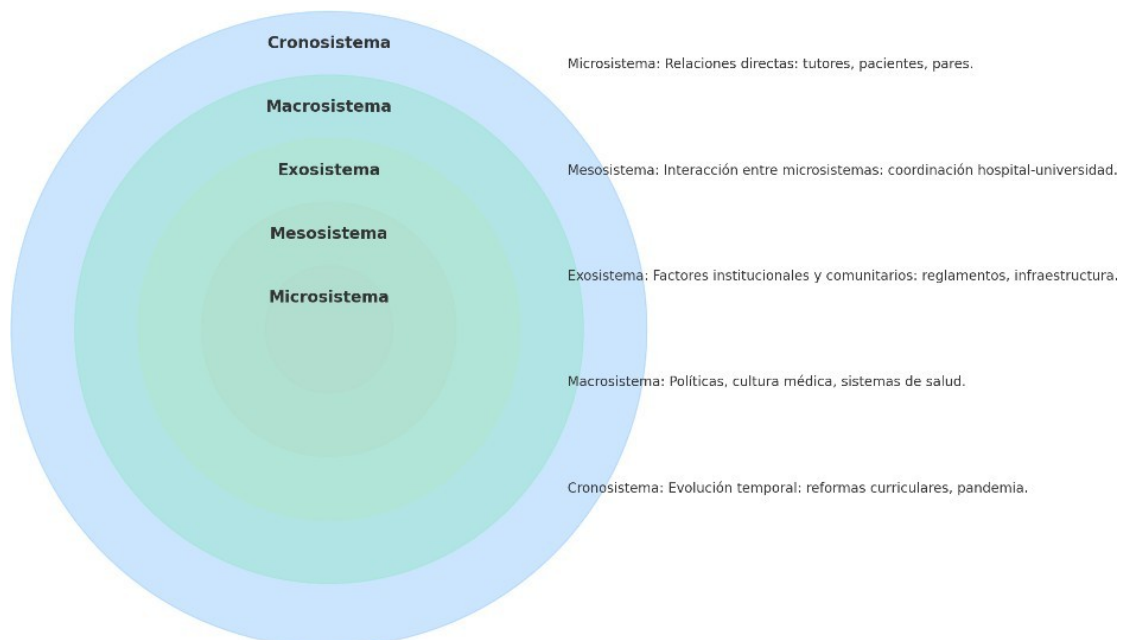 Cronosistema
Macrosistema
Exosistema
Mesosistema
Microsistema
Microsistema: Relaciones directas: tutores, pacientes, pares.
Mesosistema: Interacción entre microsistemas: coordinación hospital-universidad.
Exosistema: Factores institucionales y comunitarios: reglamentos, infraestructura.
Macrosistema: Políticas, cultura médica, sistemas de salud.
Cronosistema: Evolución temporal: reformas curriculares, pandemia.